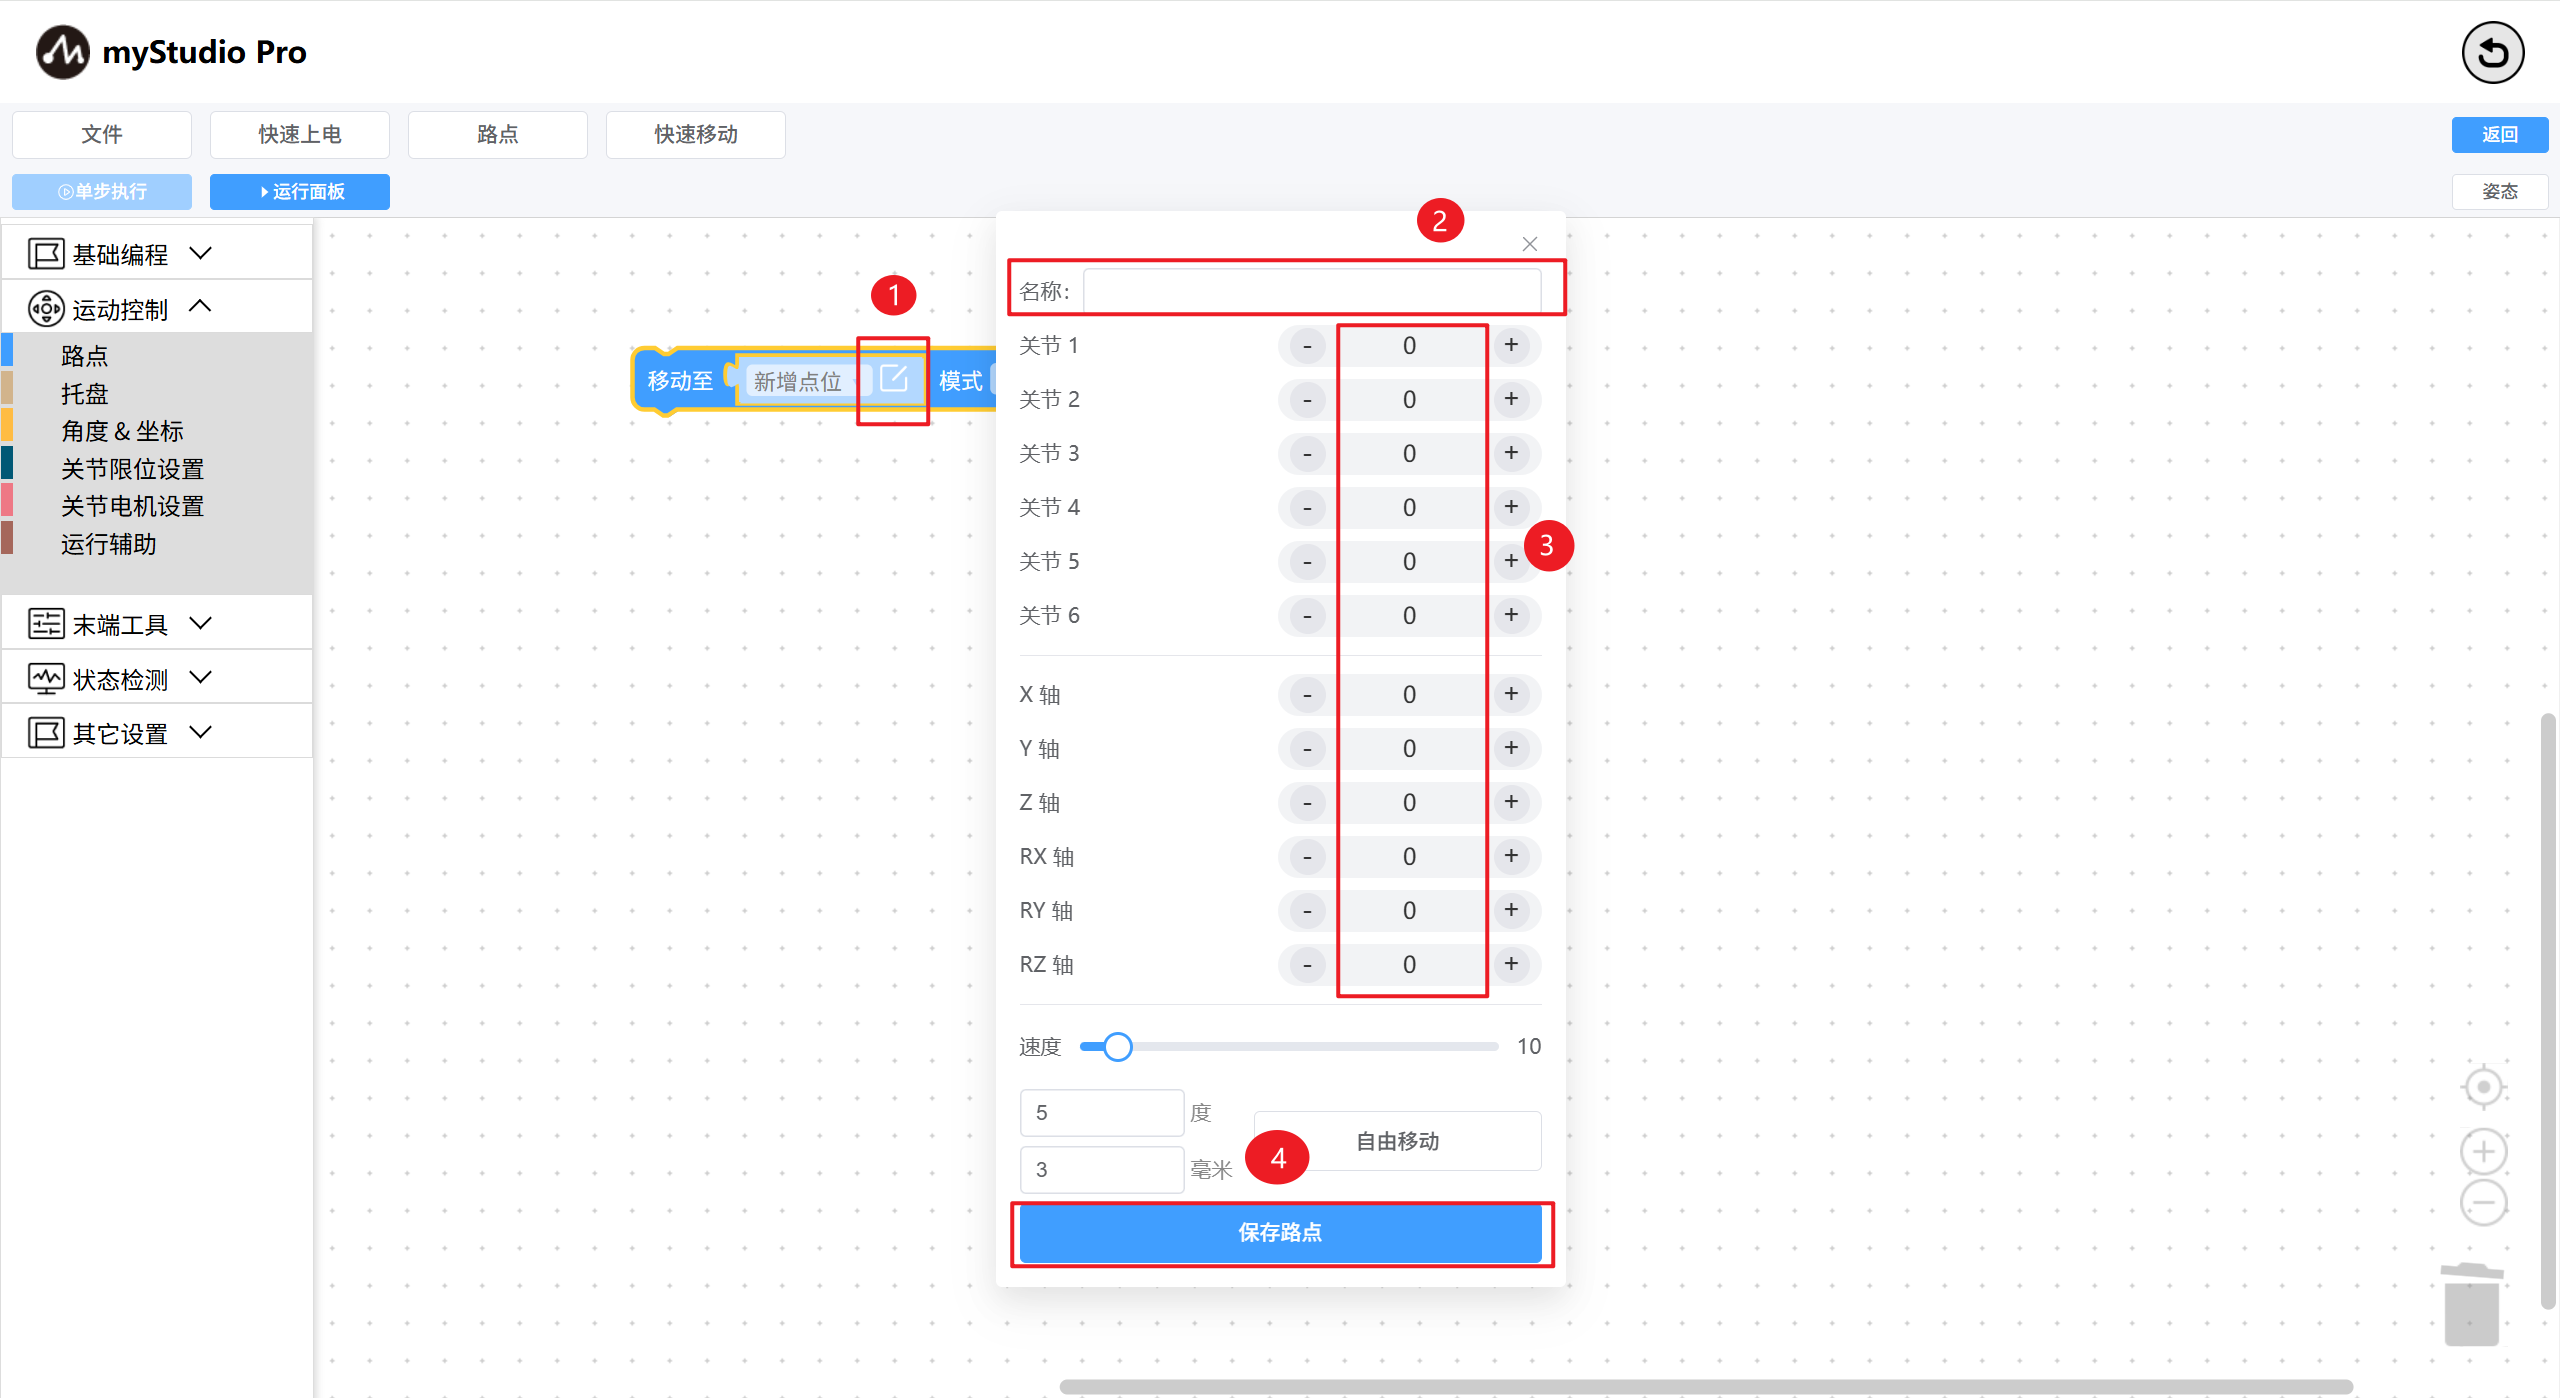 myStudio Pro
文件
快速上电
路点
快速移动
返回
单步执行
运行面板
姿态
基础编程
运动控制
路点
托盘
角度 & 坐标
关节限位设置
关节电机设置
运行辅助
末端工具
状态检测
其它设置
1
移动至 新增点位 模式
2
名称:
关节 1 - 0 +
关节 2 - 0 +
关节 3 - 0 +
关节 4 - 0 +
3
关节 5 - 0 +
关节 6 - 0 +
X 轴 - 0 +
Y 轴 - 0 +
Z 轴 - 0 +
RX 轴 - 0 +
RY 轴 - 0 +
RZ 轴 - 0 +
速度 10
5 度
自由移动
3 毫米
4
保存路点